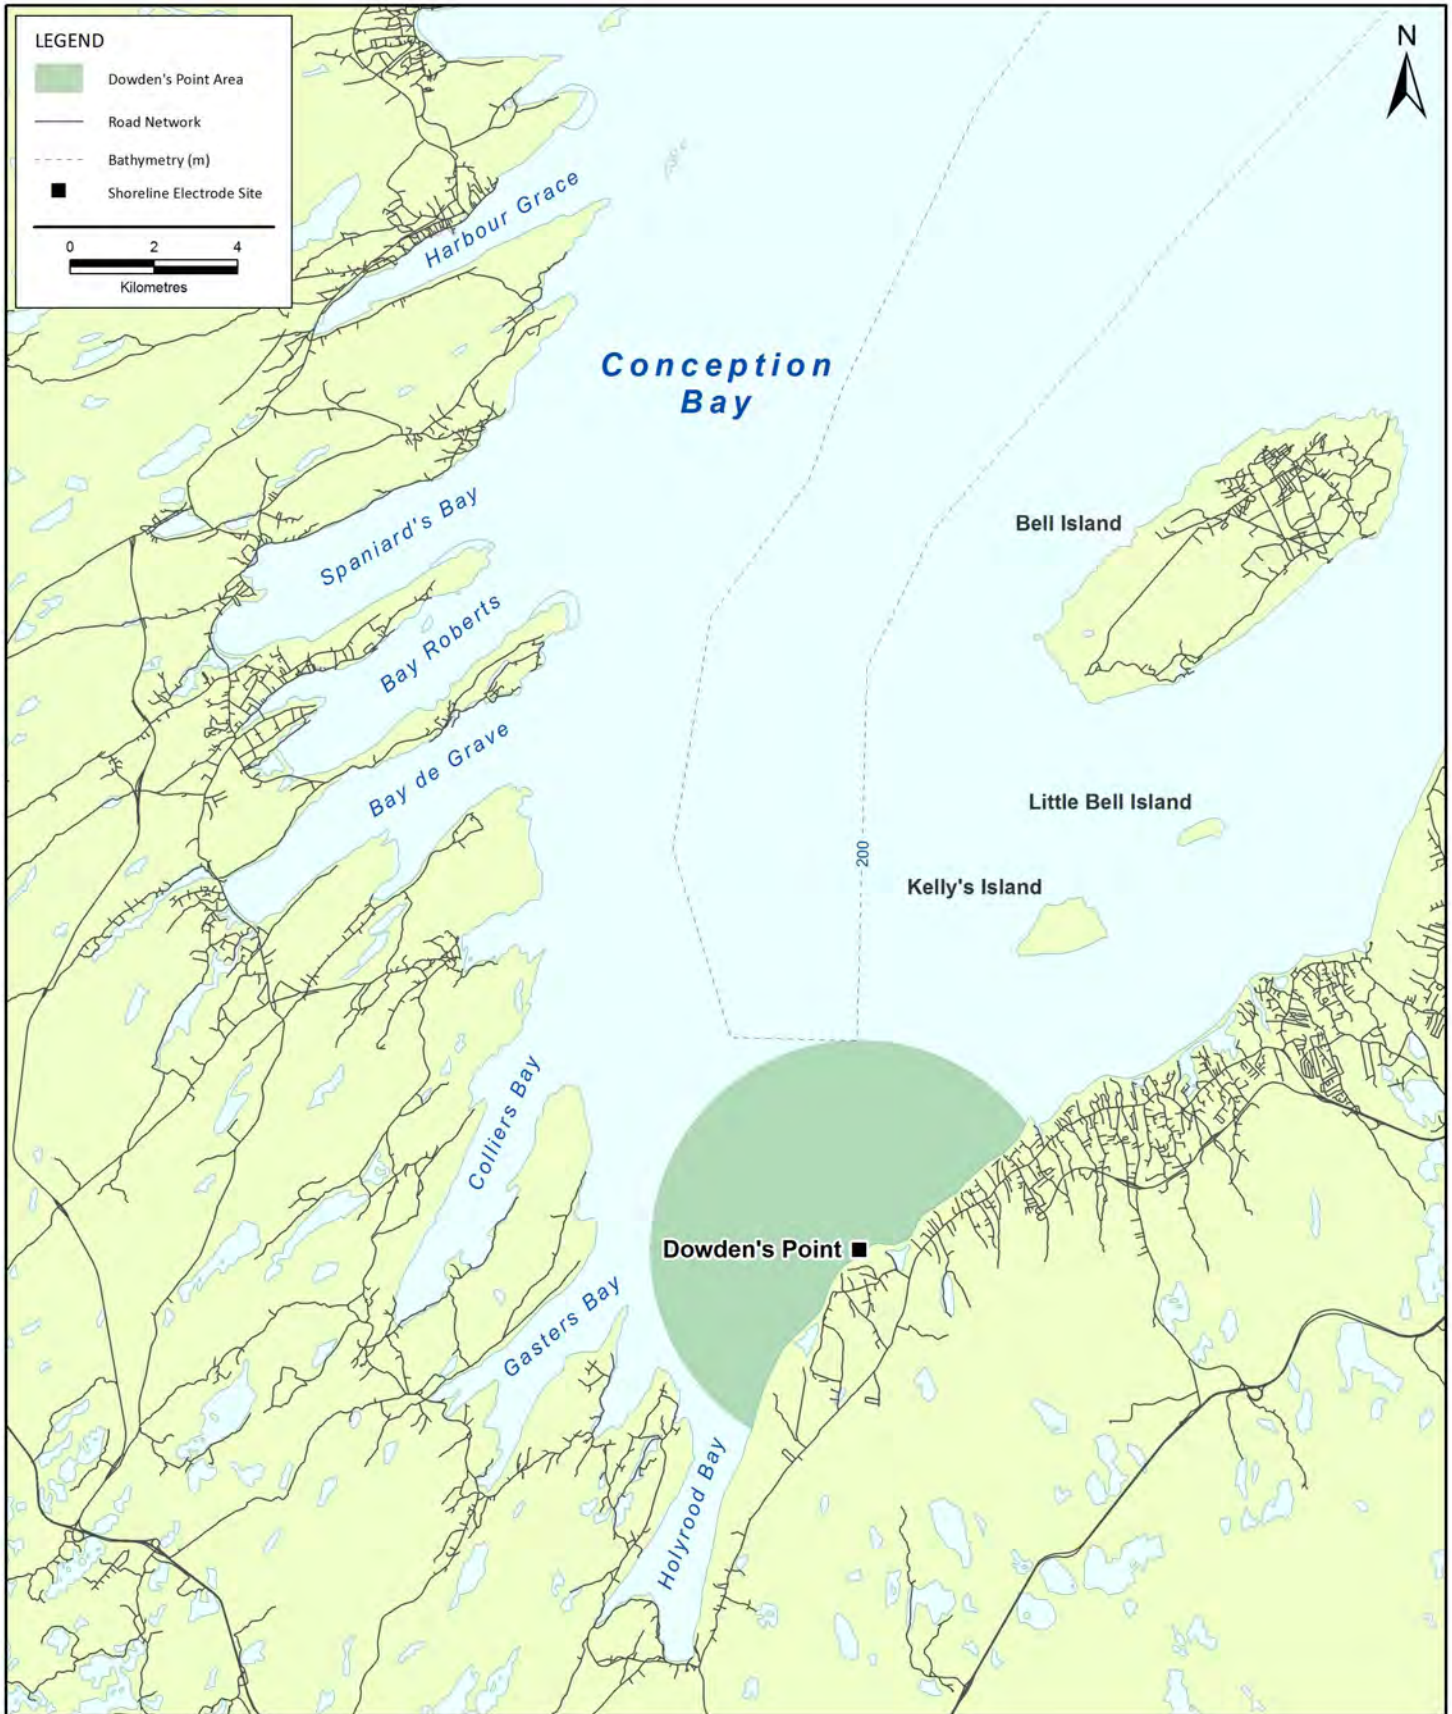 LEGEND
Dowden's Point Area
Road Network
Bathymetry (m)
Shoreline Electrode Site
0 2 4
Kilometres
N
Harbour Grace
Conception
Bay
Spaniard's Bay
Bell Island
Bay Roberts
Bay de Grave
Little Bell Island
200
Kelly's Island
Colliers Bay
Dowden's Point
Gasters Bay
Holyrood Bay